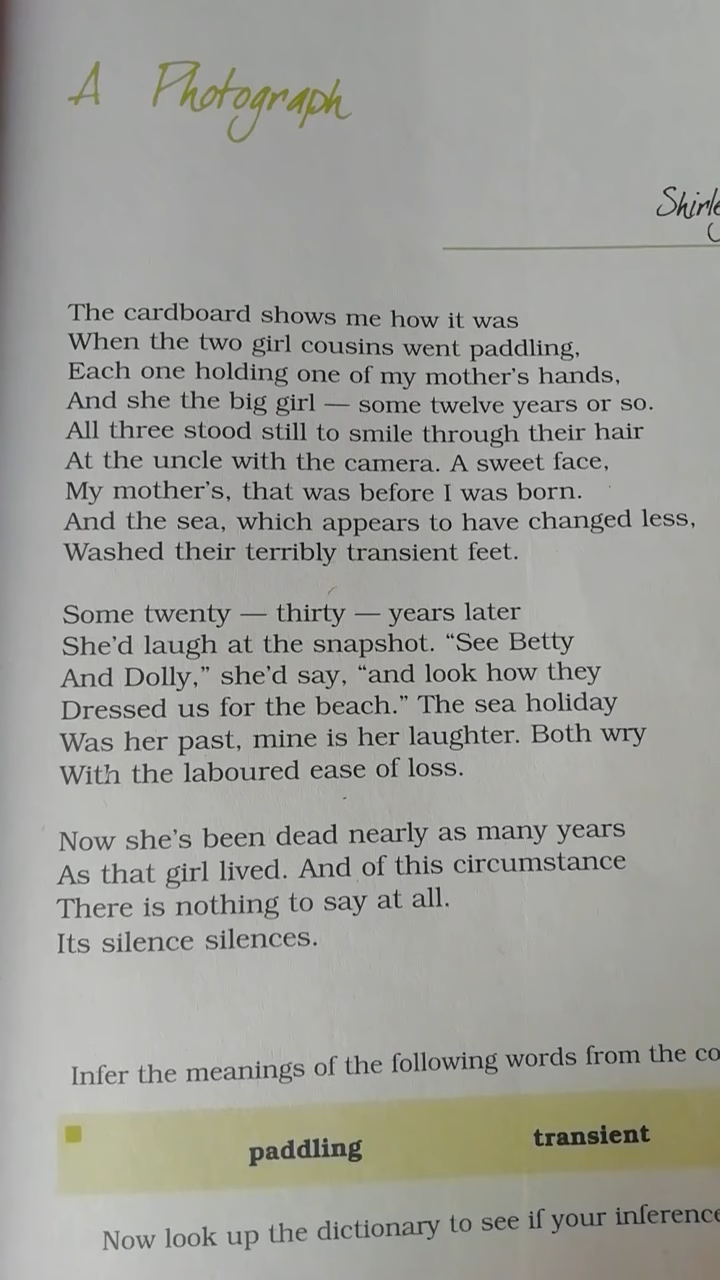 A Photograph
The cardboard shows me how it was
When the two girl cousins went paddling,
Each one holding one of my mother's hands,
And she the big girl — some twelve years or so.
All three stood still to smile through their hair
At the uncle with the camera. A sweet face,
My mother's, that was before I was born.
And the sea, which appears to have changed less,
Washed their terribly transient feet.
Some twenty — thirty — years later
She'd laugh at the snapshot. “See Betty
And Dolly,” she'd say, “and look how they
Dressed us for the beach.” The sea holiday
Was her past, mine is her laughter. Both wry
With the laboured ease of loss.
Now she's been dead nearly as many years
As that girl lived. And of this circumstance
There is nothing to say at all.
Its silence silences.
Infer the meanings of the following words from the
paddling transient
Now look up the dictionary to see if your